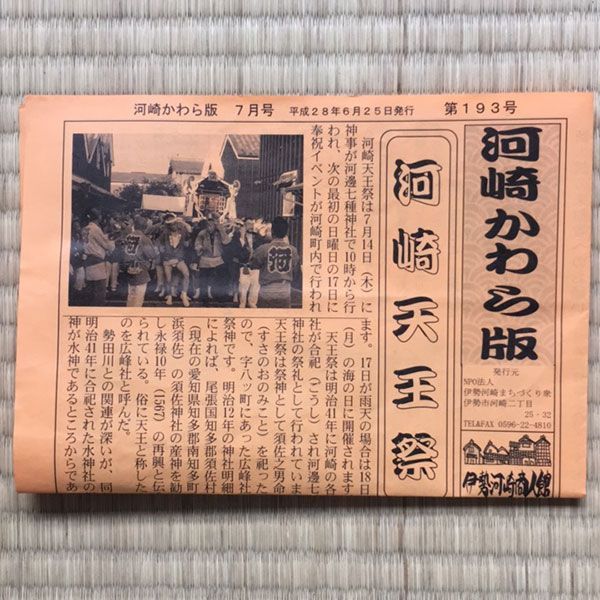 河崎かわら版 7月号 平成28年6月25日発行 第193号
河崎かわら版
発行元
NPO法人
伊勢河崎まちづくり衆
伊勢市河崎二丁目
25-32
TEL&FAX 0596-22-4810
伊勢河崎商人館
河崎天王祭
河崎天王祭は7月14日(木)に
神事が河邊七種神社で10時から行
われ、次の最初の日曜日の17日に
奉祝イベントが河崎町内で行われ
ます。17日が雨天の場合は18日
(月)の海の日に開催されます
天王祭は明治41年に河崎の各
社が合祀(ごうし)され河邊七
神社の祭礼として行われていま
天王祭は祭神として須佐之男命
(すさのおのみこと)を祀った
ので、字八ッ町にあった広峰社
祭神です。明治12年の神社明細
によれば、尾張国知多郡須佐村
(現在の愛知県知多郡南知多町
浜須佐)の須佐神社の産神を勧
し永禄10年(1567)の再興と伝
られている。俗に天王と称した
のを広峰社と呼んだ。
勢田川との関連が深いが、同
明治41年に合祀された水神社の
神が水神であるところからであ
河